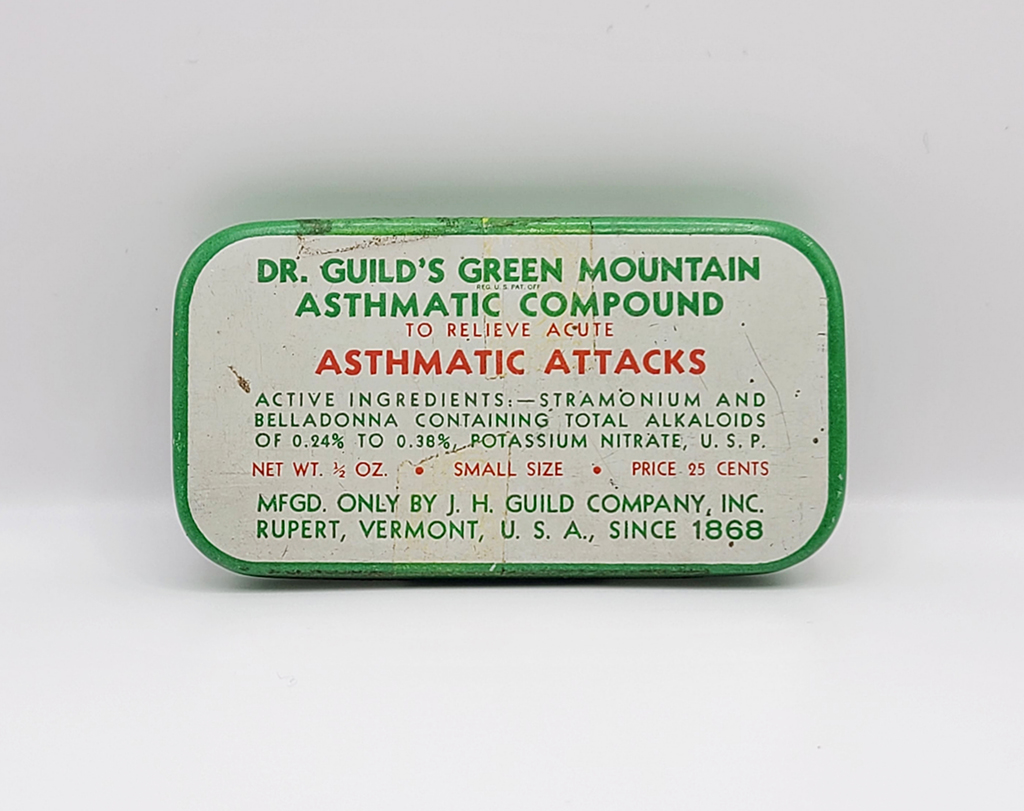 DR. GUILD'S GREEN MOUNTAIN
REG. U. S. PAT. OFF
ASTHMATIC COMPOUND
TO RELIEVE ACUTE
ASTHMATIC ATTACKS
ACTIVE INGREDIENTS:—STRAMONIUM AND
BELLADONNA CONTAINING TOTAL ALKALOIDS
OF 0.24% TO 0.38%, POTASSIUM NITRATE, U. S. P.
NET WT. ½ OZ. • SMALL SIZE • PRICE 25 CENTS
MFGD. ONLY BY J. H. GUILD COMPANY, INC.
RUPERT, VERMONT, U. S. A., SINCE 1868